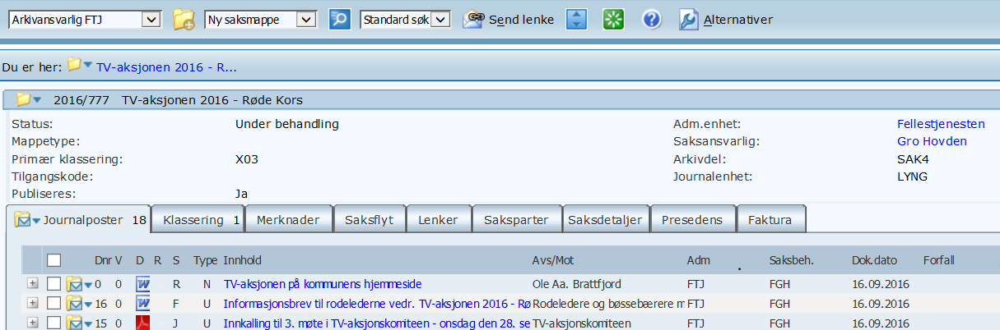 Arkivansvarlig FTJ Ny saksmappe Standard søk Send lenke Alternativer
Du er her: TV-aksjonen 2016 - R...
2016/777 TV-aksjonen 2016 - Røde Kors
Status: Under behandling Adm.enhet: Fellestjenesten
Mappetype: Saksansvarlig: Gro Hovden
Primær klassering: X03 Arkivdel: SAK4
Tilgangskode: Journalenhet: LYNG
Publiseres: Ja
Journalposter 18 Klassering 1 Merknader Saksflyt Lenker Saksparter Saksdetaljer Presedens Faktura
Dnr V D R S Type Innhold Avs/Mot Adm Saksbeh. Dok.dato Forfall
0 0 R N TV-aksjonen på kommunens hjemmeside Ole Aa. Brattfjord FTJ FGH 16.09.2016
16 0 F U Informasjonsbrev til rodelederne vedr. TV-aksjonen 2016 - Rø Rodeledere og bøssebærere m FTJ FGH 16.09.2016
15 0 J U Innkalling til 3. møte i TV-aksjonskomiteen - onsdag den 28. se TV-aksjonskomiteen FTJ FGH 16.09.2016